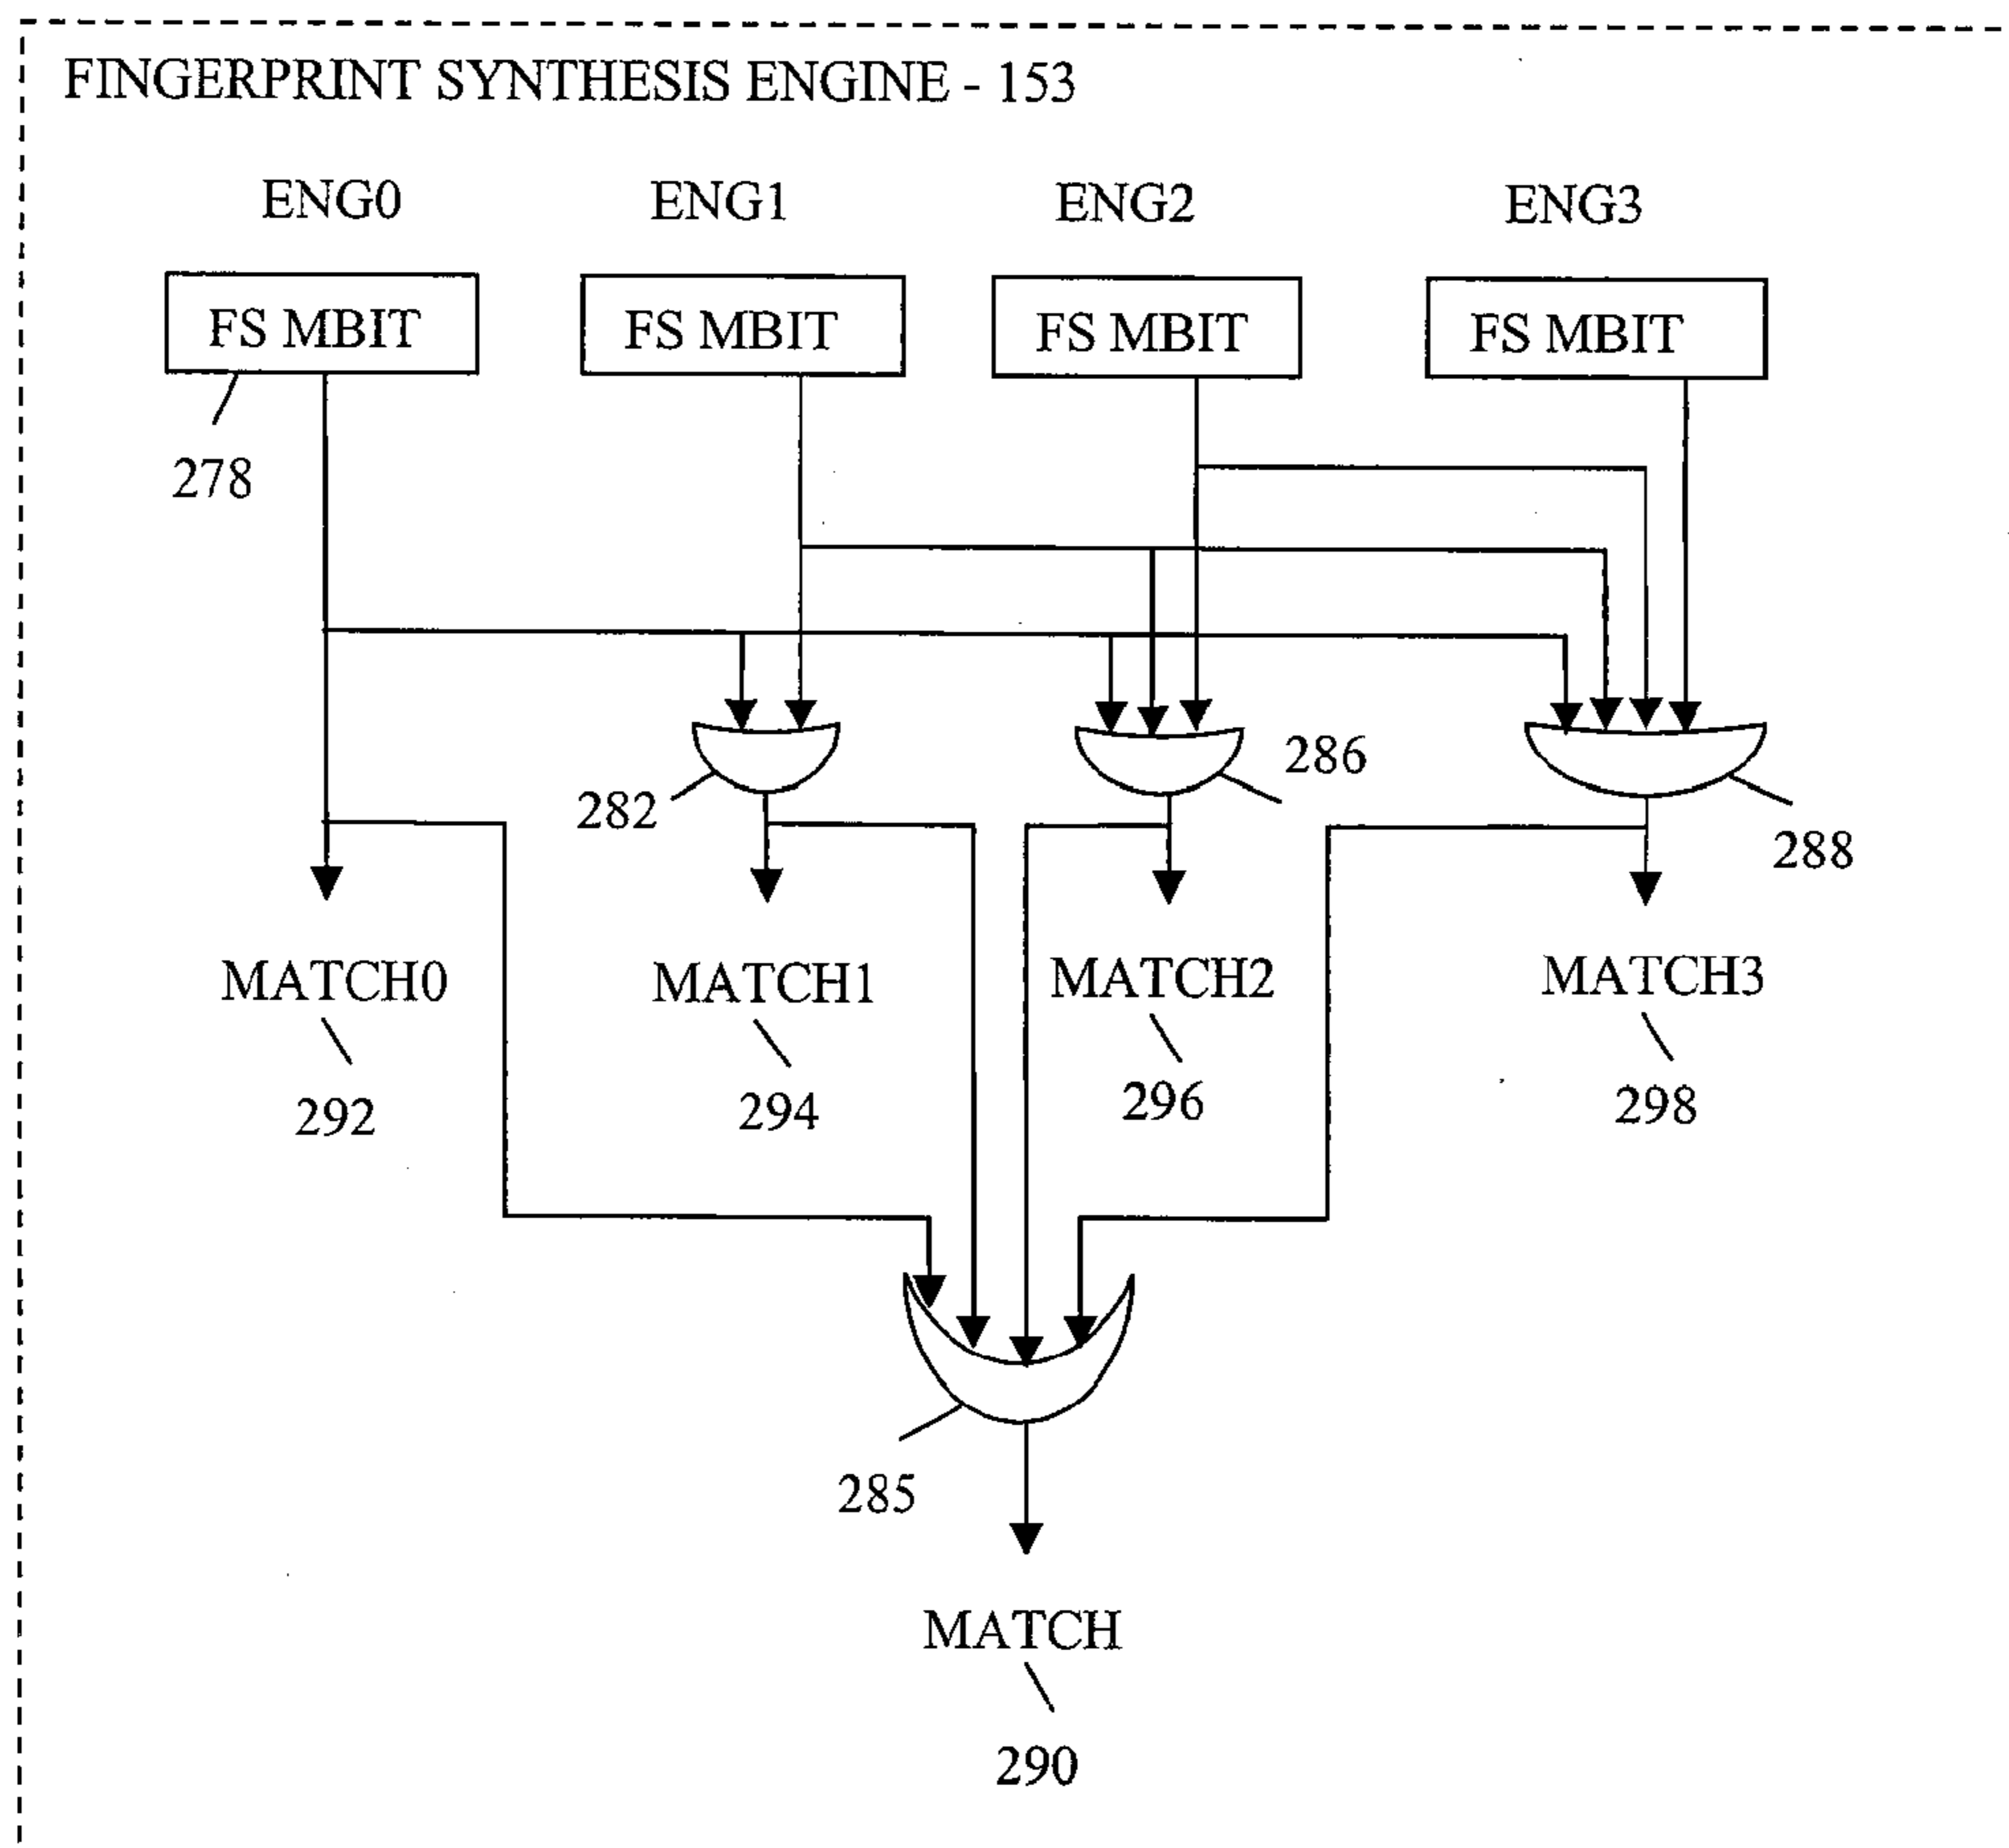 FINGERPRINT SYNTHESIS ENGINE - 153
ENG0 ENG1 ENG2 ENG3
FS MBIT FS MBIT FS MBIT FS MBIT
278
282 286 288
MATCH0 MATCH1 MATCH2 MATCH3
292 294 296 298
285
MATCH
290